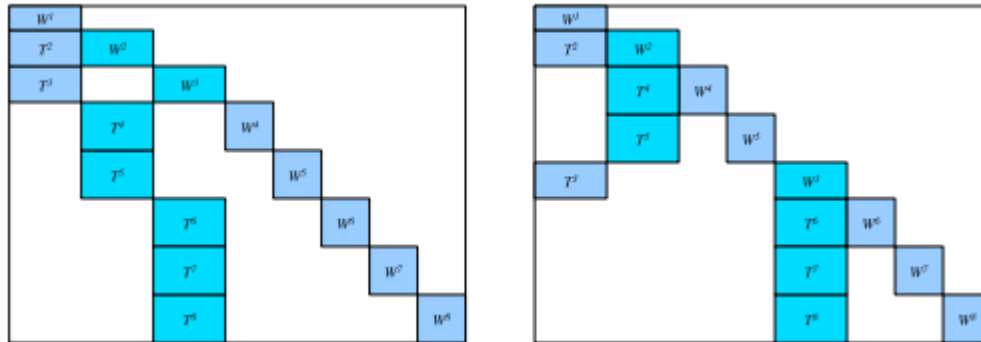 W¹
T² W²
T³ W³
T⁴ W⁴
T⁵ W⁵
T⁶ W⁶
T⁷ W⁷
T⁸ W⁸
W¹
T² W²
T⁴ W⁴
T⁵ W⁵
T³ W³
T⁶ W⁶
T⁷ W⁷
T⁸ W⁸